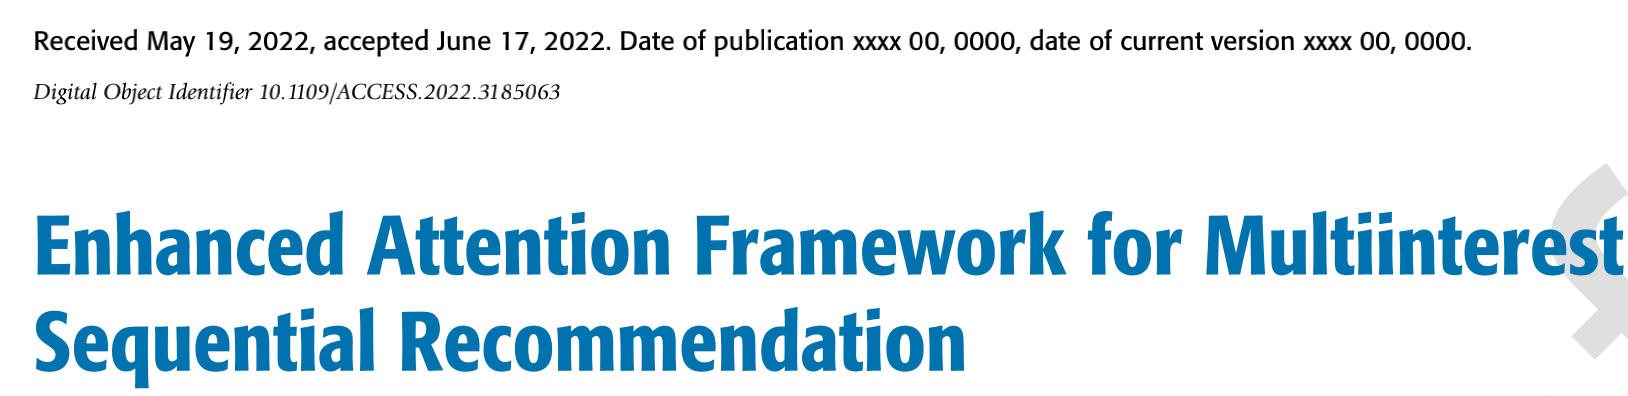 Received May 19, 2022, accepted June 17, 2022. Date of publication xxxx 00, 0000, date of current version xxxx 00, 0000.
Digital Object Identifier 10.1109/ACCESS.2022.3185063
Enhanced Attention Framework for Multiinterest
Sequential Recommendation